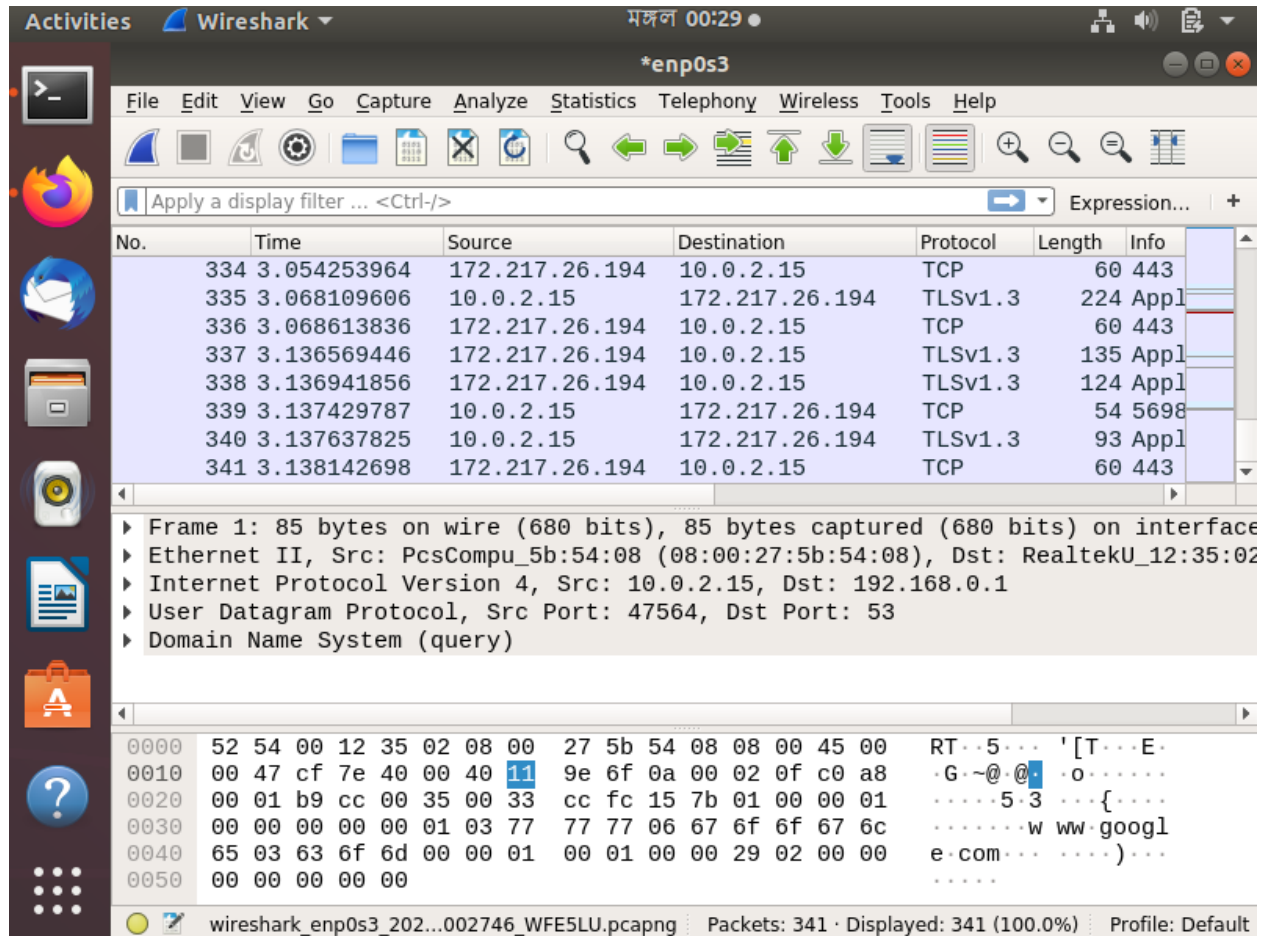 Activities Wireshark মঙ্গল 00:29
*enp0s3
File Edit View Go Capture Analyze Statistics Telephony Wireless Tools Help
Apply a display filter ... <Ctrl-/> Expression... +
No. Time Source Destination Protocol Length Info
334 3.054253964 172.217.26.194 10.0.2.15 TCP 60 443
335 3.068109606 10.0.2.15 172.217.26.194 TLSv1.3 224 Appl
336 3.068613836 172.217.26.194 10.0.2.15 TCP 60 443
337 3.136569446 172.217.26.194 10.0.2.15 TLSv1.3 135 Appl
338 3.136941856 172.217.26.194 10.0.2.15 TLSv1.3 124 Appl
339 3.137429787 10.0.2.15 172.217.26.194 TCP 54 5698
340 3.137637825 10.0.2.15 172.217.26.194 TLSv1.3 93 Appl
341 3.138142698 172.217.26.194 10.0.2.15 TCP 60 443
Frame 1: 85 bytes on wire (680 bits), 85 bytes captured (680 bits) on interface
Ethernet II, Src: PcsCompu_5b:54:08 (08:00:27:5b:54:08), Dst: RealtekU_12:35:02
Internet Protocol Version 4, Src: 10.0.2.15, Dst: 192.168.0.1
User Datagram Protocol, Src Port: 47564, Dst Port: 53
Domain Name System (query)
0000 52 54 00 12 35 02 08 00 27 5b 54 08 08 00 45 00 RT··5··· '[T···E·
0010 00 47 cf 7e 40 00 40 11 9e 6f 0a 00 02 0f c0 a8 ·G·~@·@· ·o······
0020 00 01 b9 cc 00 35 00 33 cc fc 15 7b 01 00 00 01 ·····5·3 ···{····
0030 00 00 00 00 00 01 03 77 77 77 06 67 6f 6f 67 6c ·······w ww·googl
0040 65 03 63 6f 6d 00 00 01 00 01 00 00 29 02 00 00 e·com··· ····)···
0050 00 00 00 00 00 ·····
wireshark_enp0s3_202...002746_WFE5LU.pcapng Packets: 341 · Displayed: 341 (100.0%) Profile: Default